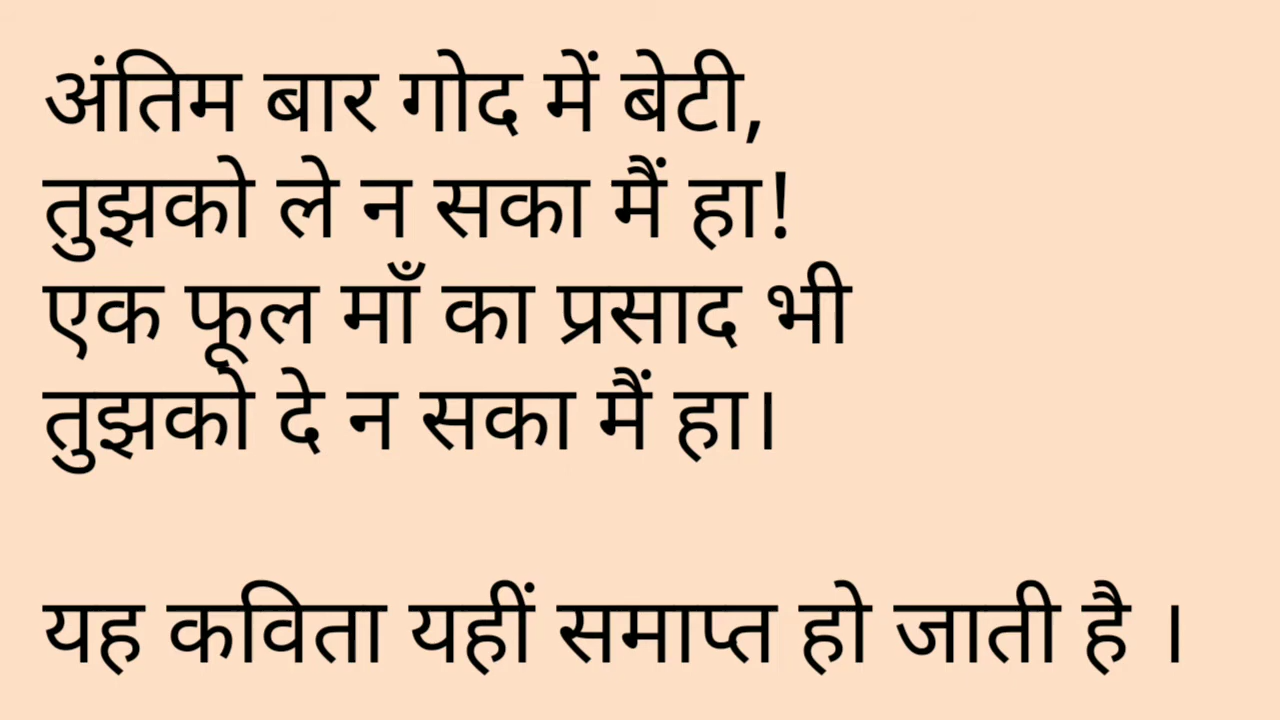 अंतिम बार गोद में बेटी,
तुझको ले न सका मैं हा!
एक फूल माँ का प्रसाद भी
तुझको दे न सका मैं हा।
यह कविता यहीं समाप्त हो जाती है ।